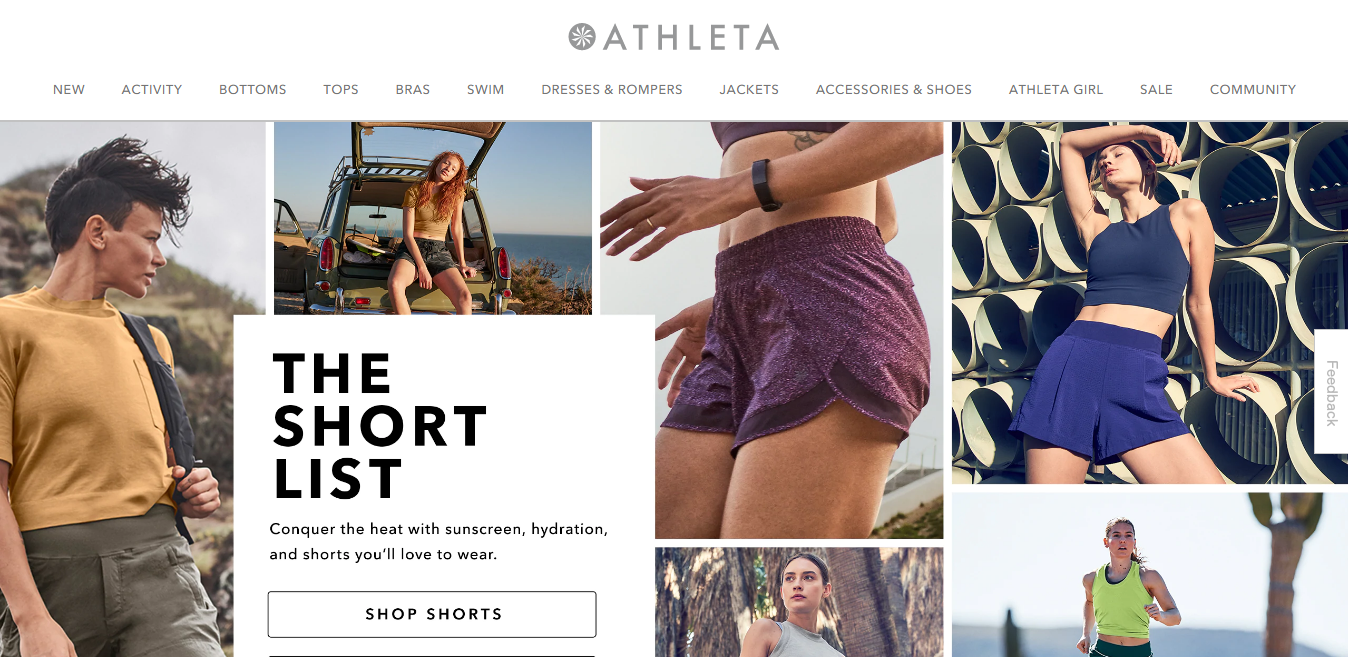 ATHLETA
NEW ACTIVITY BOTTOMS TOPS BRAS SWIM DRESSES & ROMPERS JACKETS ACCESSORIES & SHOES ATHLETA GIRL SALE COMMUNITY
THE
SHORT
LIST
Conquer the heat with sunscreen, hydration,
and shorts you'll love to wear.
SHOP SHORTS
Feedback